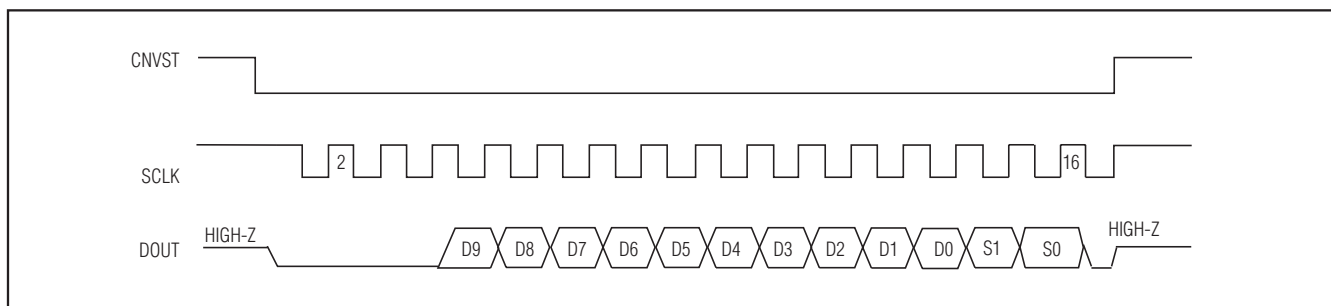 CNVST
SCLK
2
16
DOUT
HIGH-Z
D9
D8
D7
D6
D5
D4
D3
D2
D1
D0
S1
S0
HIGH-Z